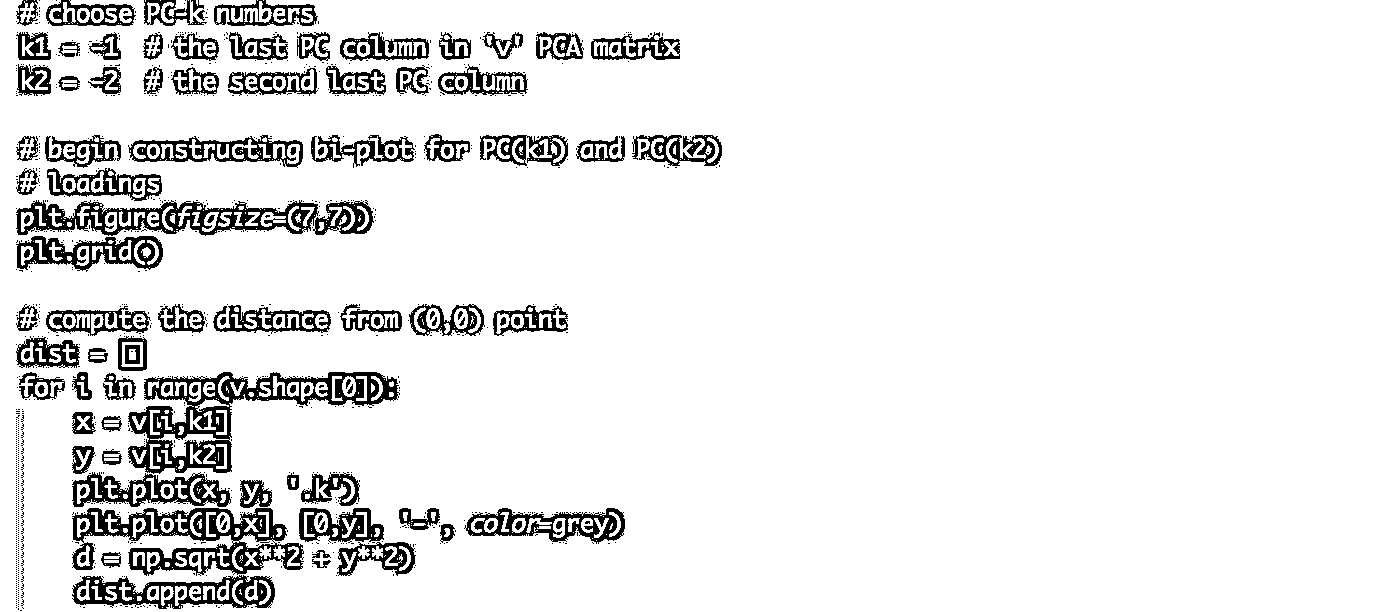 # choose PC-k numbers
k1 = -1  # the last PC column in 'v' PCA matrix
k2 = -2  # the second last PC column

# begin constructing bi-plot for PC(k1) and PC(k2)
# loadings
plt.figure(figsize=(7,7))
plt.grid()

# compute the distance from (0,0) point
dist = []
for i in range(v.shape[0]):
    x = v[i,k1]
    y = v[i,k2]
    plt.plot(x, y, '.k')
    plt.plot([0,x], [0,y], '-', color=grey)
    d = np.sqrt(x**2 + y**2)
    dist.append(d)